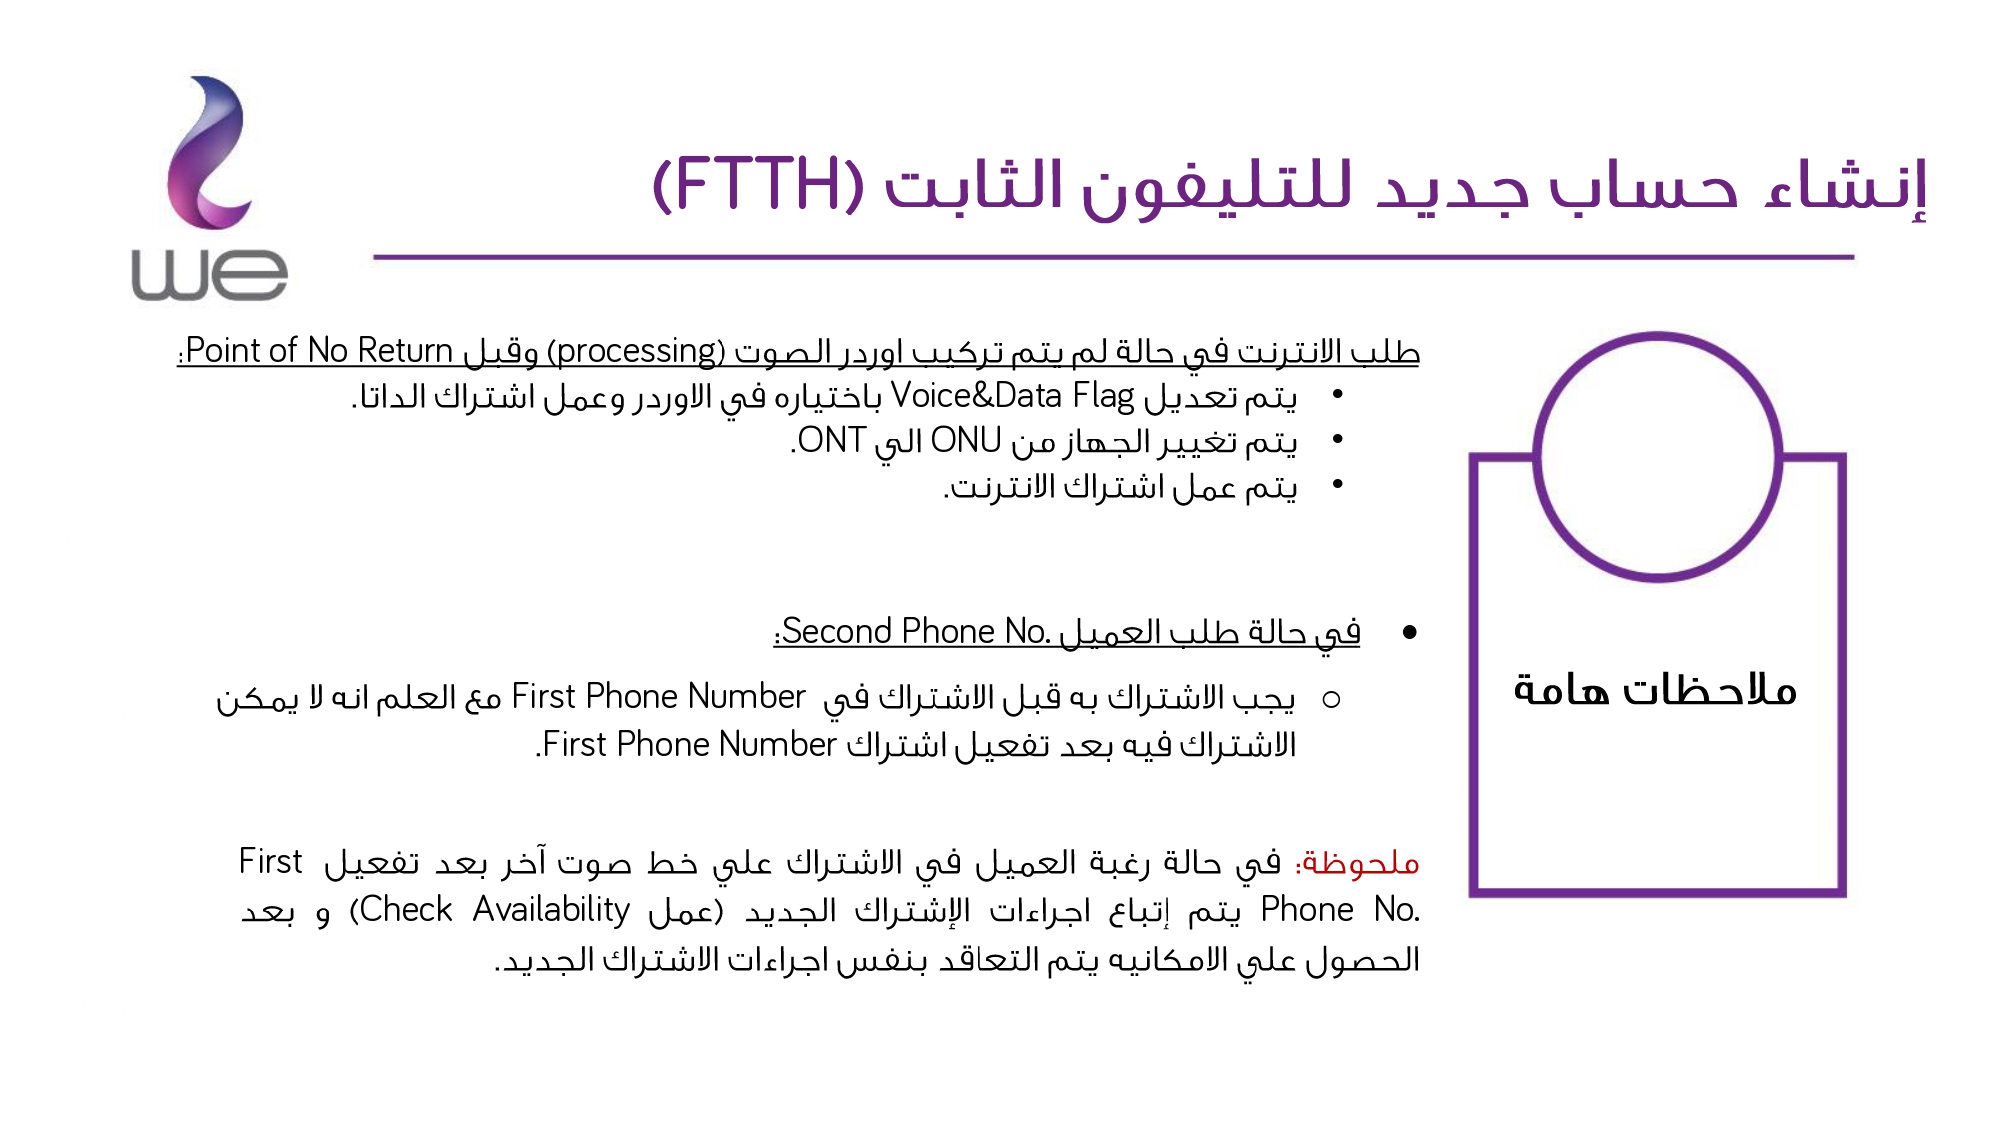 we
إنشاء حساب جديد للتليفون الثابت (FTTH)
طلب الانترنت في حالة لم يتم تركيب اوردر الصوت (processing) وقبل Point of No Return:
• يتم تعديل Voice&Data Flag باختياره في الاوردر وعمل اشتراك الداتا.
• يتم تغيير الجهاز من ONU الي ONT.
• يتم عمل اشتراك الانترنت.
• في حالة طلب العميل Second Phone No.:
o يجب الاشتراك به قبل الاشتراك في First Phone Number مع العلم انه لا يمكن
الاشتراك فيه بعد تفعيل اشتراك First Phone Number.
ملاحظات هامة
ملحوظة: في حالة رغبة العميل في الاشتراك علي خط صوت آخر بعد تفعيل First
Phone No. يتم إتباع اجراءات الإشتراك الجديد (عمل Check Availability) و بعد
الحصول علي الامكانيه يتم التعاقد بنفس اجراءات الاشتراك الجديد.